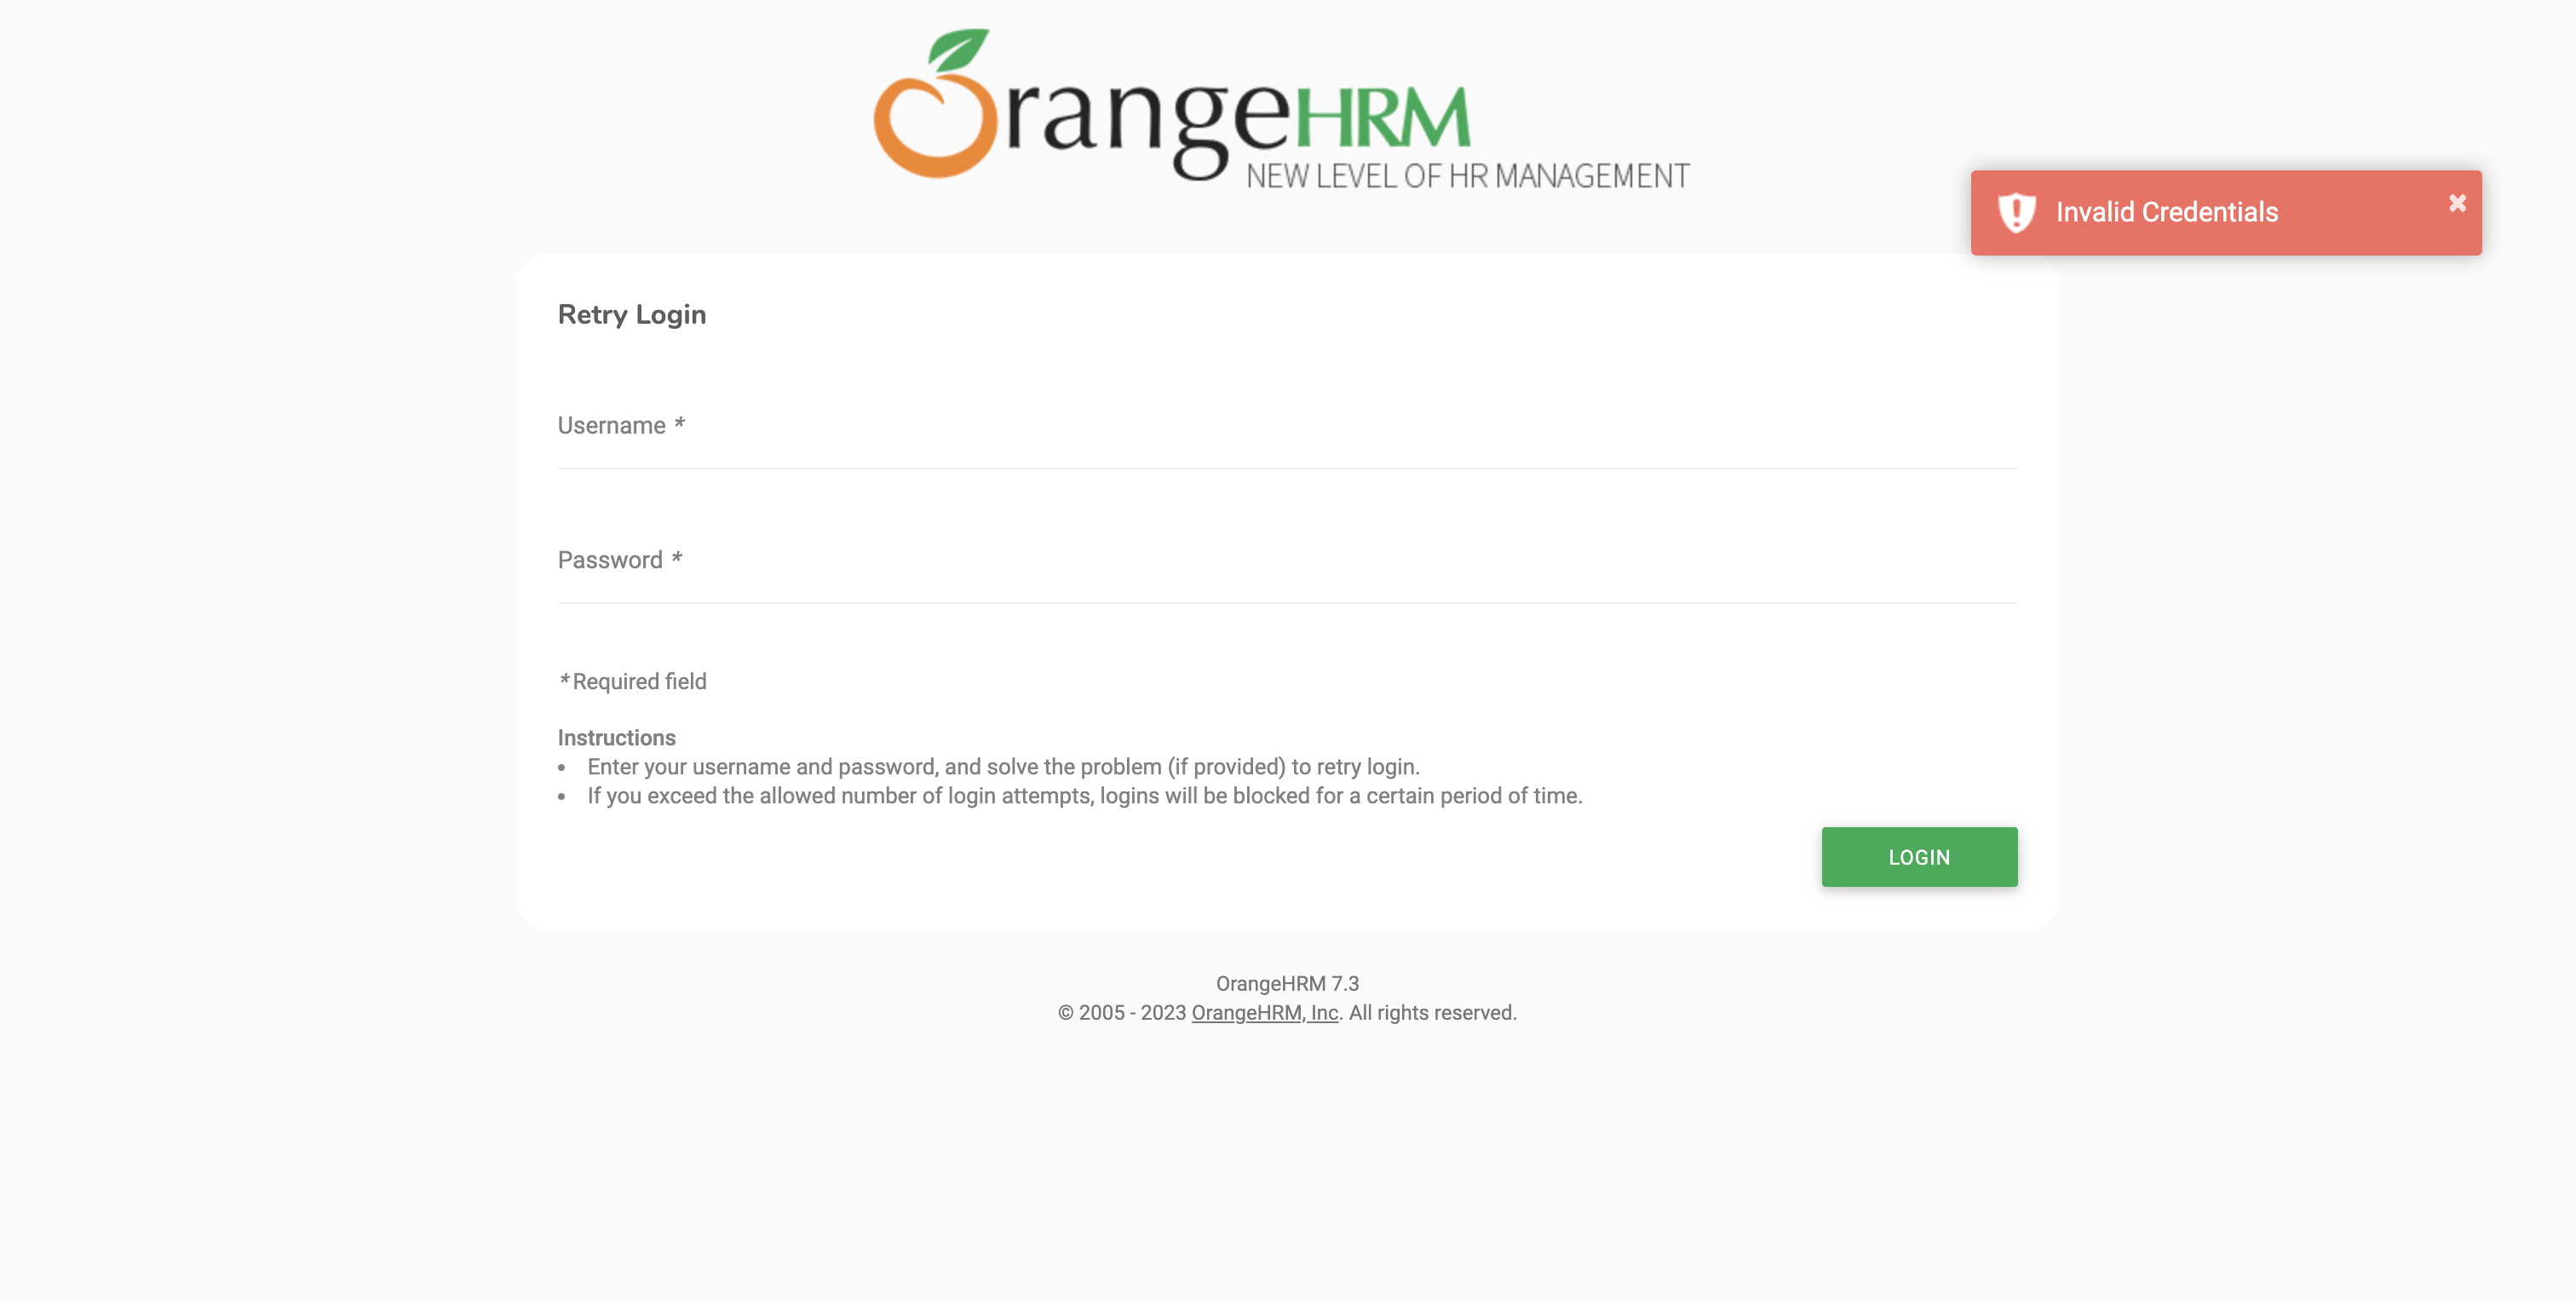 OrangeHRM
NEW LEVEL OF HR MANAGEMENT
Invalid Credentials
Retry Login
Username *
Password *
* Required field
Instructions
• Enter your username and password, and solve the problem (if provided) to retry login.
• If you exceed the allowed number of login attempts, logins will be blocked for a certain period of time.
LOGIN
OrangeHRM 7.3
© 2005 - 2023 OrangeHRM, Inc. All rights reserved.